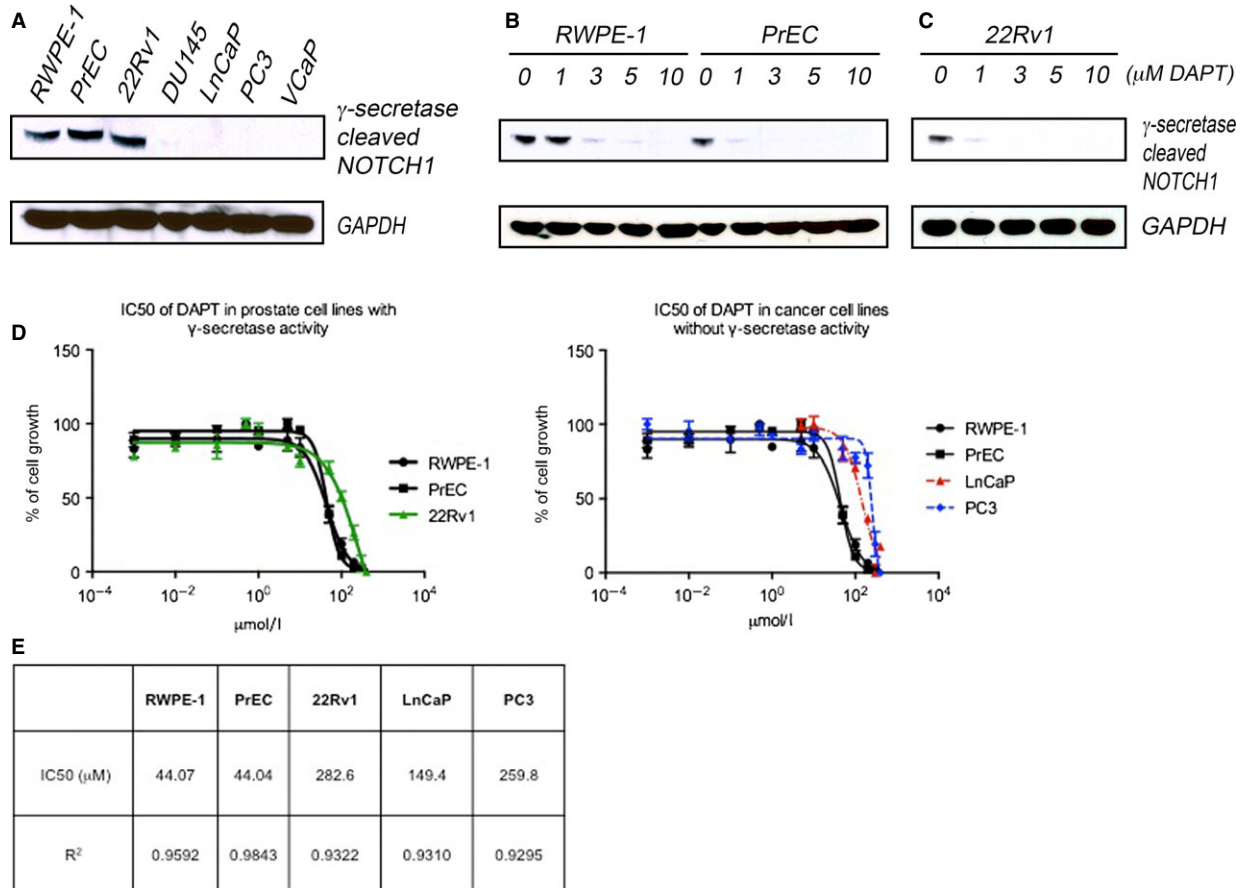 A
RWPE-1 PrEC 22Rv1 DU145 LnCaP PC3 VCaP
γ-secretase
cleaved
NOTCH1
GAPDH
B
RWPE-1 PrEC
0 1 3 5 10 0 1 3 5 10
C
22Rv1
0 1 3 5 10 (μM DAPT)
γ-secretase
cleaved
NOTCH1
GAPDH
D
IC50 of DAPT in prostate cell lines with
γ-secretase activity
% of cell growth
150
100
50
0
10⁻⁴ 10⁻² 10⁰ 10² 10⁴
μmol/l
RWPE-1
PrEC
22Rv1
IC50 of DAPT in cancer cell lines
without γ-secretase activity
% of cell growth
150
100
50
0
10⁻⁴ 10⁻² 10⁰ 10² 10⁴
μmol/l
RWPE-1
PrEC
LnCaP
PC3
E
RWPE-1 PrEC 22Rv1 LnCaP PC3
IC50 (μM) 44.07 44.04 282.6 149.4 259.8
R² 0.9592 0.9843 0.9322 0.9310 0.9295